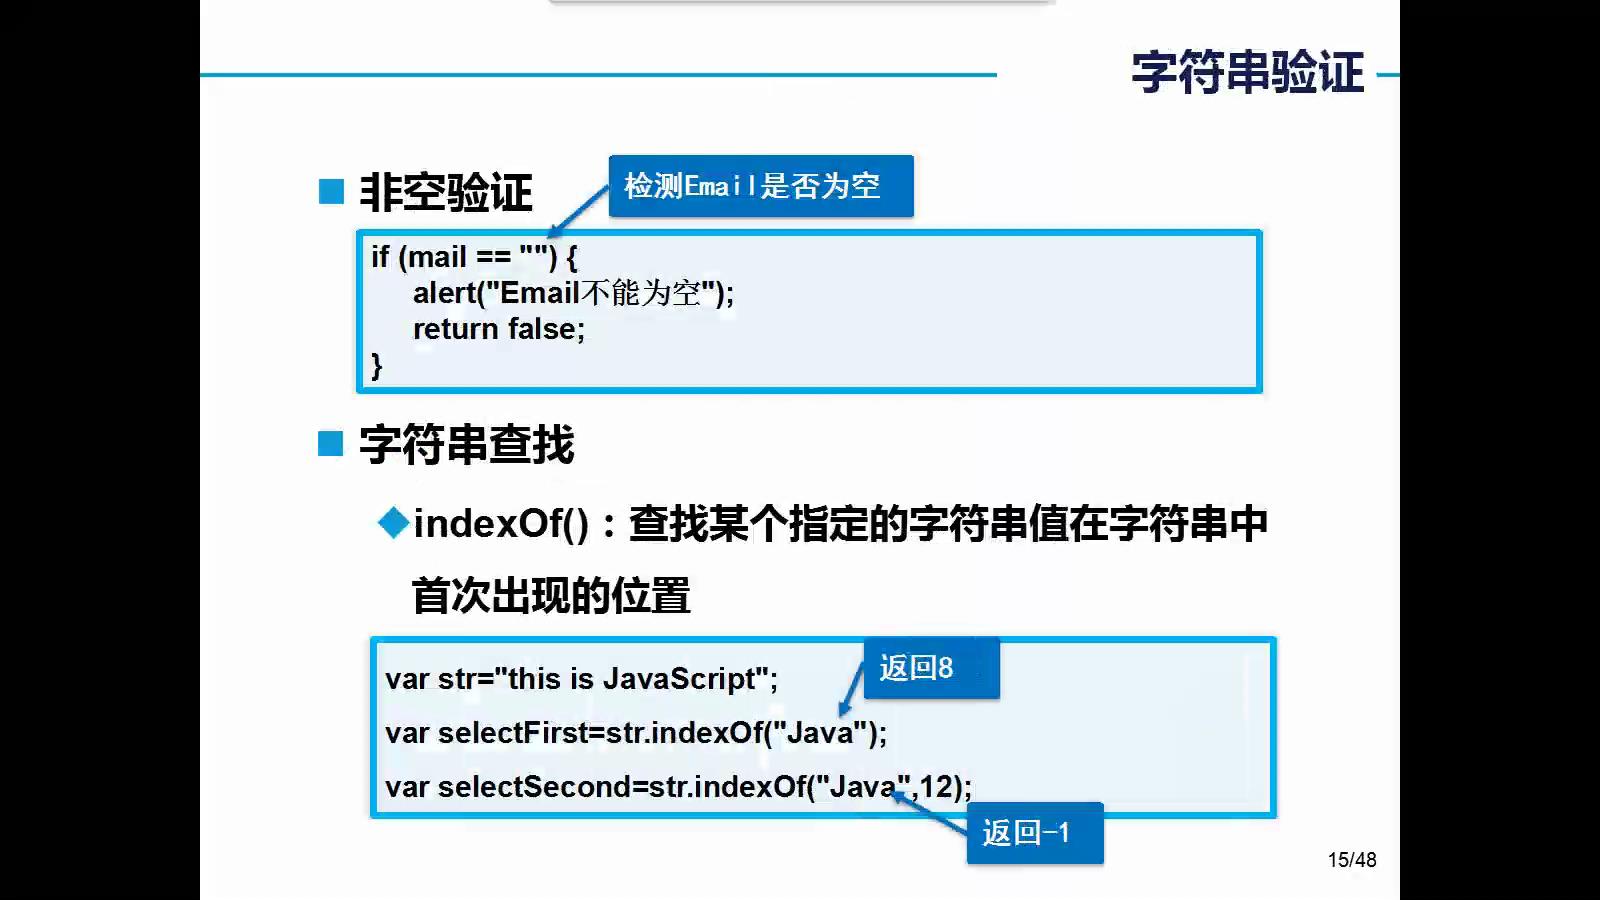 字符串验证
非空验证
检测Email是否为空
if (mail == "") {
alert("Email不能为空");
return false;
}
字符串查找
indexOf()：查找某个指定的字符串值在字符串中
首次出现的位置
返回8
var str="this is JavaScript";
var selectFirst=str.indexOf("Java");
var selectSecond=str.indexOf("Java",12);
返回-1
15/48